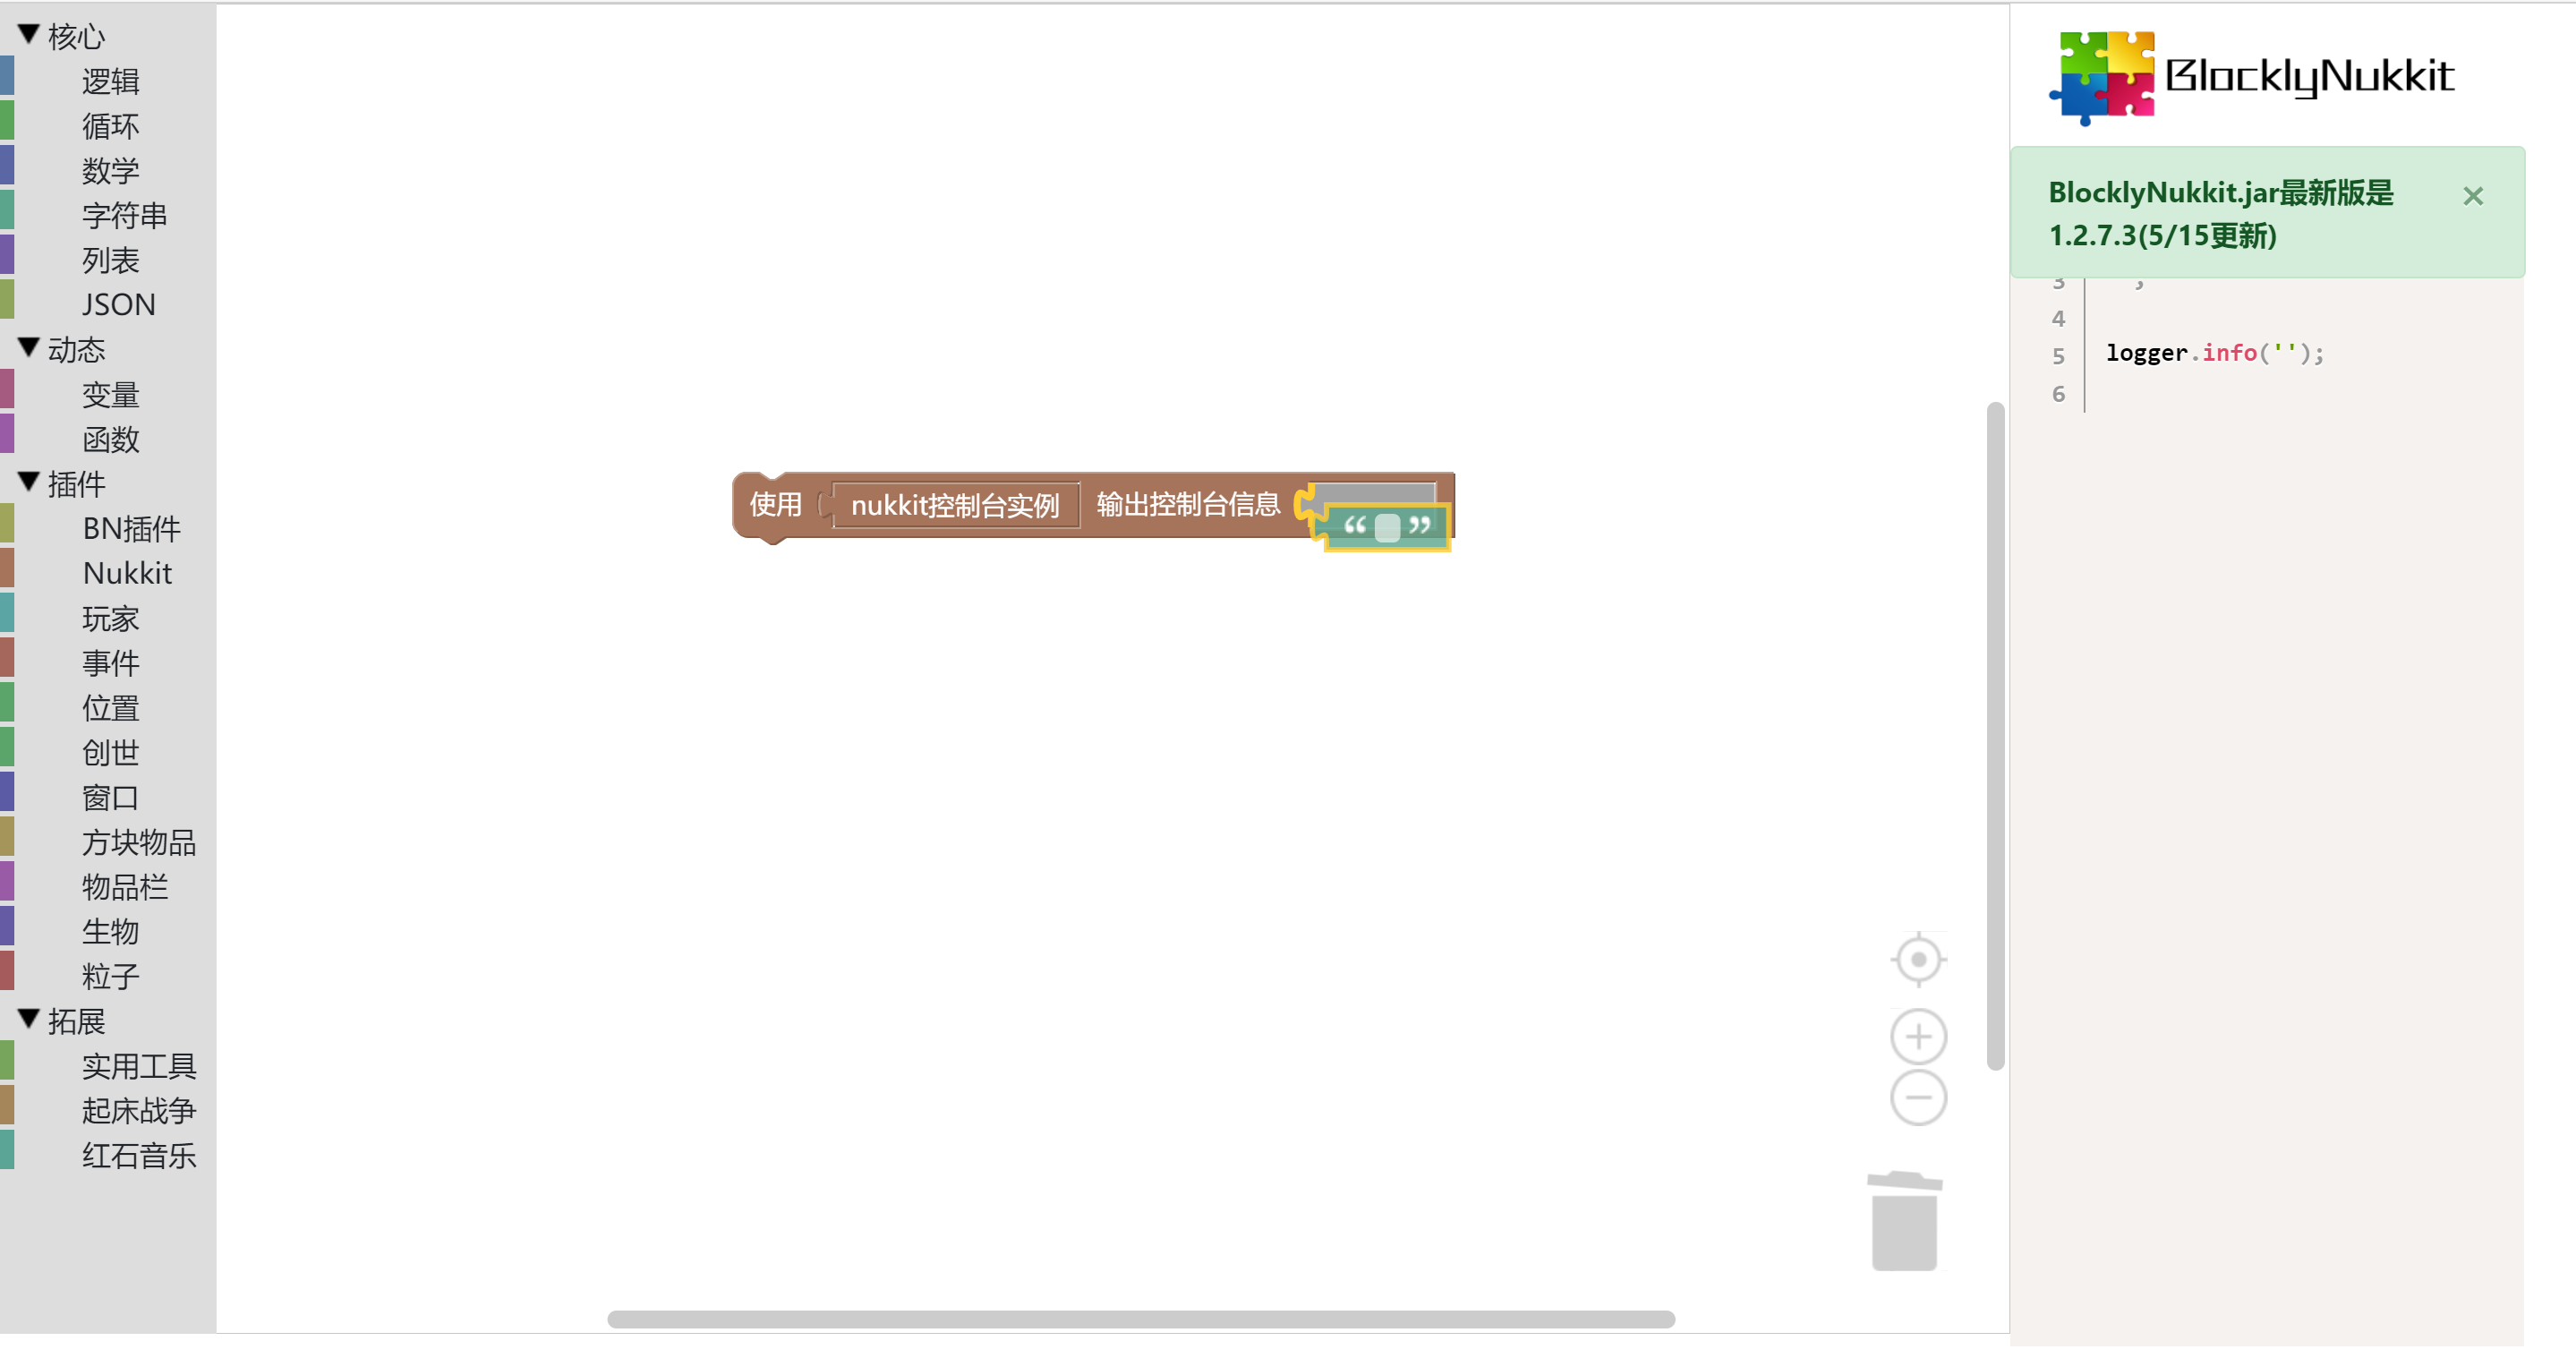 核心
逻辑
循环
数学
字符串
列表
JSON
动态
变量
函数
插件
BN插件
Nukkit
玩家
事件
位置
创世
窗口
方块物品
物品栏
生物
粒子
拓展
实用工具
起床战争
红石音乐
使用 nukkit控制台实例 输出控制台信息
“ ”
BlocklyNukkit
BlocklyNukkit.jar最新版是 ×
1.2.7.3(5/15更新)
3 ;
4
5 logger.info('');
6